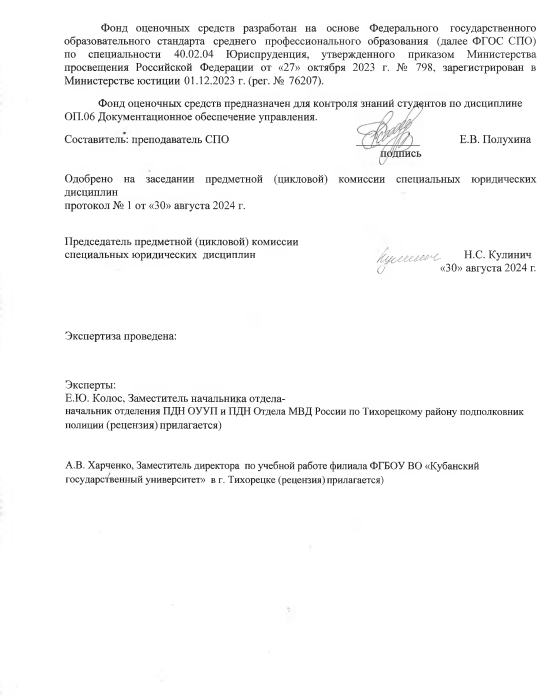 Фонд оценочных средств разработан на основе Федерального государственного
образовательного стандарта среднего профессионального образования (далее ФГОС СПО)
по специальности 40.02.04 Юриспруденция, утвержденного приказом Министерства
просвещения Российской Федерации от «27» октября 2023 г. № 798, зарегистрирован в
Министерстве юстиции 01.12.2023 г. (рег. № 76207).
Фонд оценочных средств предназначен для контроля знаний студентов по дисциплине
ОП.06 Документационное обеспечение управления.
Составитель: преподаватель СПО Е.В. Полухина
подпись
Одобрено на заседании предметной (цикловой) комиссии специальных юридических
дисциплин
протокол № 1 от «30» августа 2024 г.
Председатель предметной (цикловой) комиссии
специальных юридических дисциплин Н.С. Кулинич
«30» августа 2024 г.
Экспертиза проведена:
Эксперты:
Е.Ю. Колос, Заместитель начальника отдела-
начальник отделения ПДН ОУУП и ПДН Отдела МВД России по Тихорецкому району подполковник
полиции (рецензия) прилагается)
А.В. Харченко, Заместитель директора по учебной работе филиала ФГБОУ ВО «Кубанский
государственный университет» в г. Тихорецке (рецензия) прилагается)